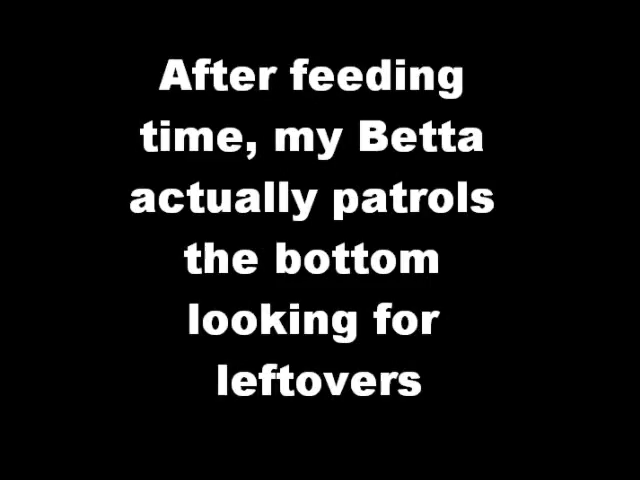 After feeding
time, my Betta
actually patrols
the bottom
looking for
leftovers